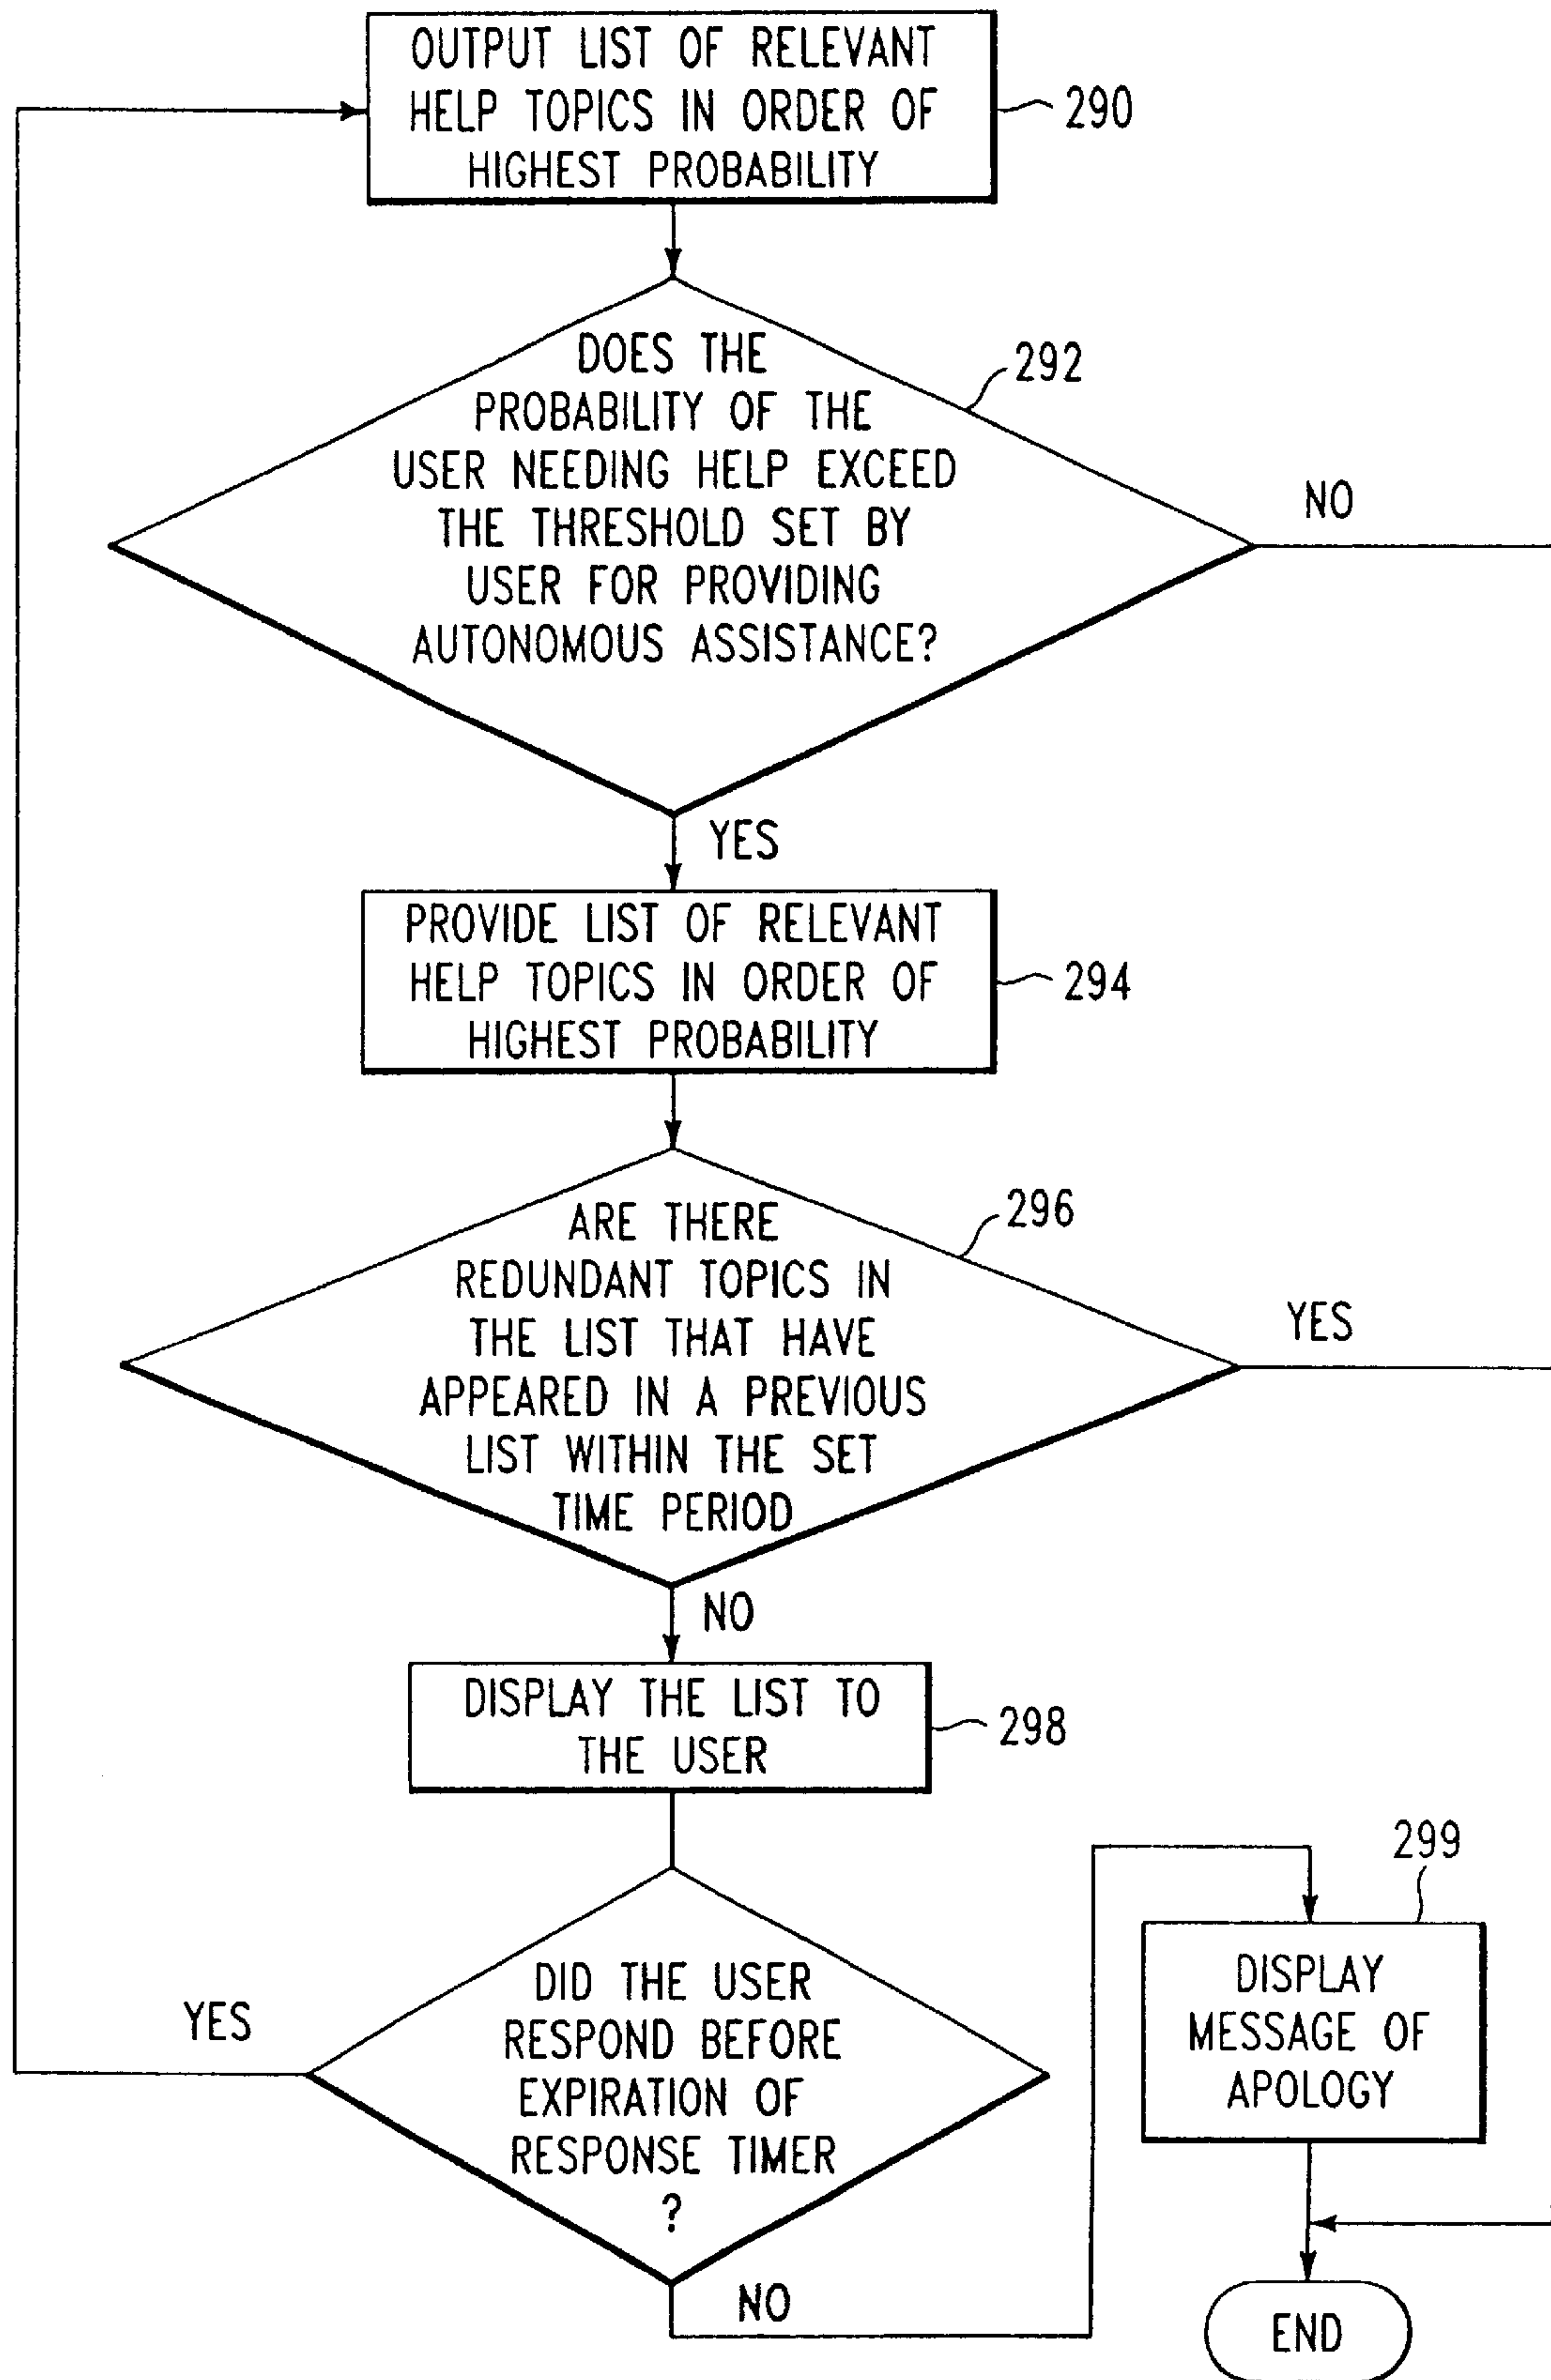 OUTPUT LIST OF RELEVANT
HELP TOPICS IN ORDER OF
HIGHEST PROBABILITY
290
DOES THE
PROBABILITY OF THE
USER NEEDING HELP EXCEED
THE THRESHOLD SET BY
USER FOR PROVIDING
AUTONOMOUS ASSISTANCE?
292
NO
YES
PROVIDE LIST OF RELEVANT
HELP TOPICS IN ORDER OF
HIGHEST PROBABILITY
294
ARE THERE
REDUNDANT TOPICS IN
THE LIST THAT HAVE
APPEARED IN A PREVIOUS
LIST WITHIN THE SET
TIME PERIOD
296
YES
NO
DISPLAY THE LIST TO
THE USER
298
DID THE USER
RESPOND BEFORE
EXPIRATION OF
RESPONSE TIMER
?
YES
NO
299
DISPLAY
MESSAGE OF
APOLOGY
END